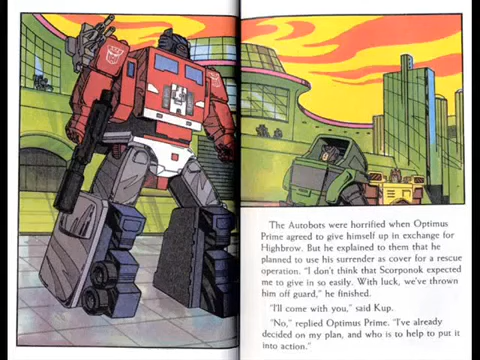 The Autobots were horrified when Optimus
Prime agreed to give himself up in exchange for
Highbrow. But he explained to them that he
planned to use his surrender as cover for a rescue
operation. "I don't think that Scorponok expected
me to give in so easily. With luck, we've thrown
him off guard," he finished.
"I'll come with you," said Kup.
"No," replied Optimus Prime. "I've already
decided on my plan, and who is to help to put it
into action."